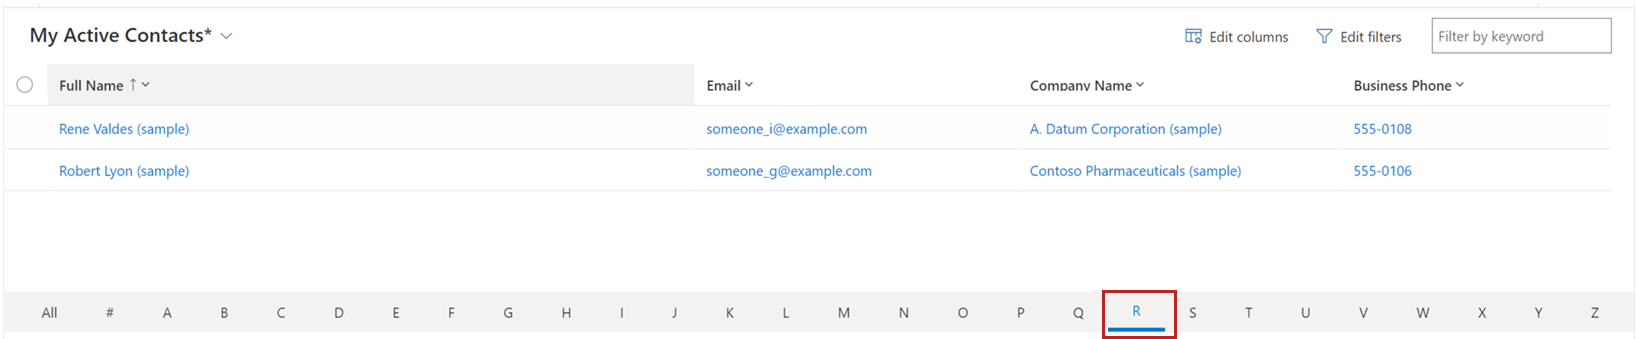 My Active Contacts* Edit columns Edit filters Filter by keyword
Full Name ↑ Email Company Name Business Phone
Rene Valdes (sample) someone_i@example.com A. Datum Corporation (sample) 555-0108
Robert Lyon (sample) someone_g@example.com Contoso Pharmaceuticals (sample) 555-0106
All # A B C D E F G H I J K L M N O P Q R S T U V W X Y Z